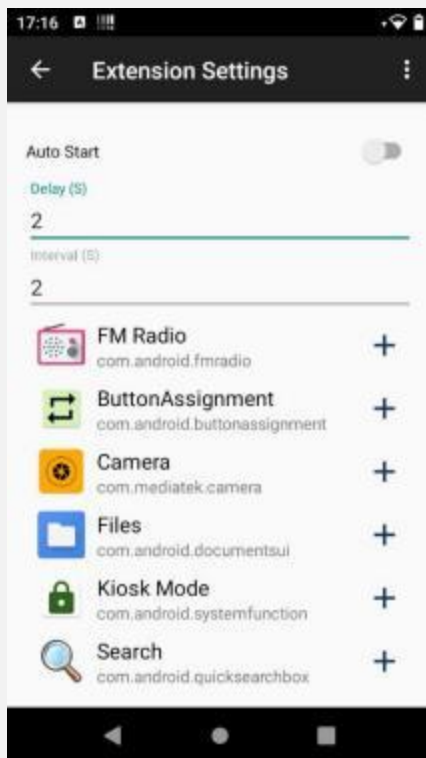 17:16
Extension Settings
Auto Start
Delay (S)
2
Interval (S)
2
FM Radio
com.android.fmradio
ButtonAssignment
com.android.buttonassignment
Camera
com.mediatek.camera
Files
com.android.documentsui
Kiosk Mode
com.android.systemfunction
Search
com.android.quicksearchbox